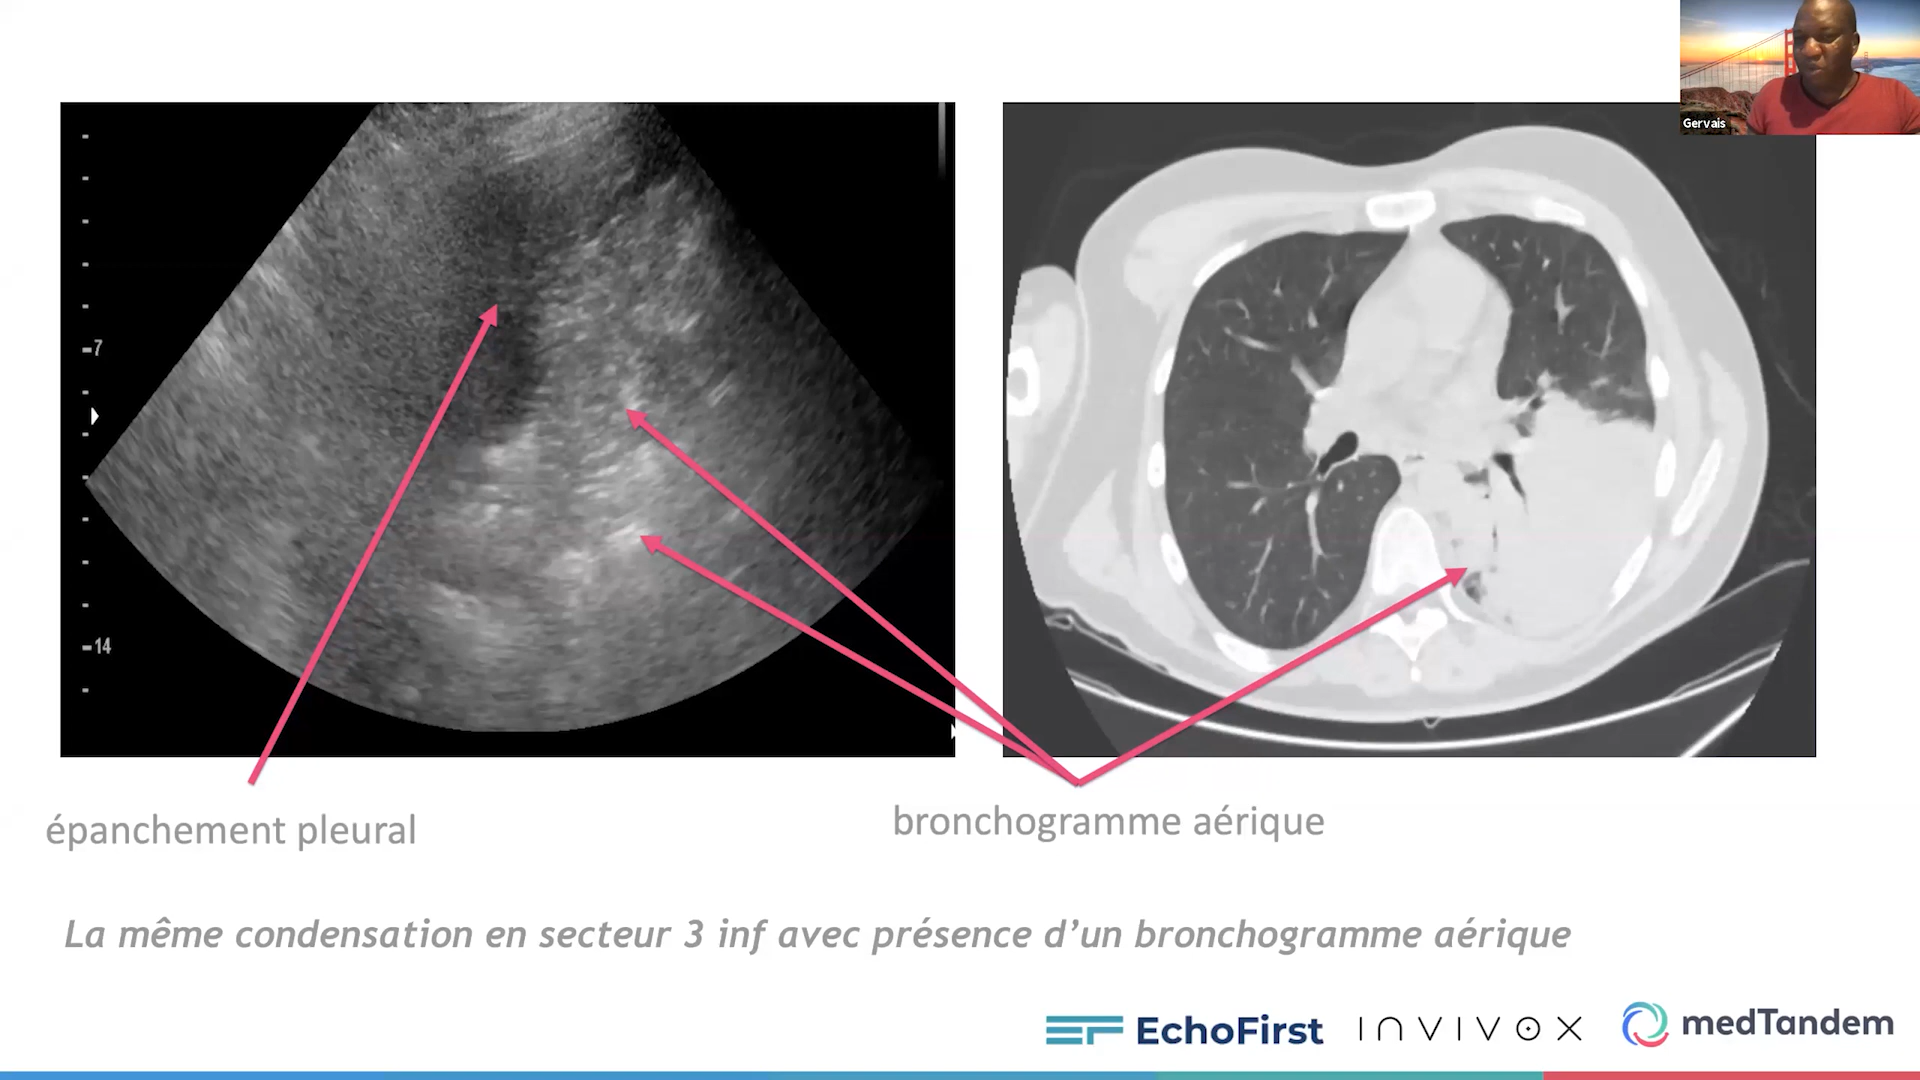 Gervais
7
14
épanchement pleural
bronchogramme aérique
La même condensation en secteur 3 inf avec présence d’un bronchogramme aérique
EchoFirst
INVIVOX
medTandem